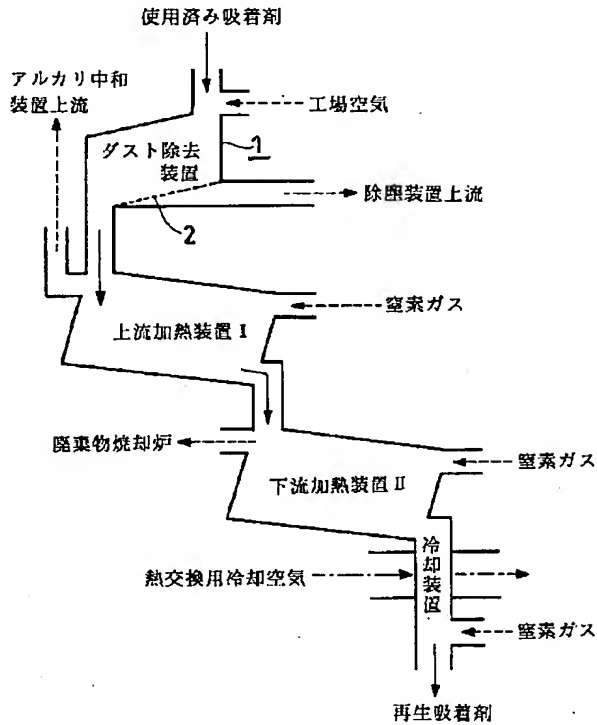 使用済み吸着剤
アルカリ中和
装置上流
工場空気
ダスト除去
装置
1
除塵装置上流
2
窒素ガス
上流加熱装置Ⅰ
廃棄物焼却炉
窒素ガス
下流加熱装置Ⅱ
冷却装置
熱交換用冷却空気
窒素ガス
再生吸着剤